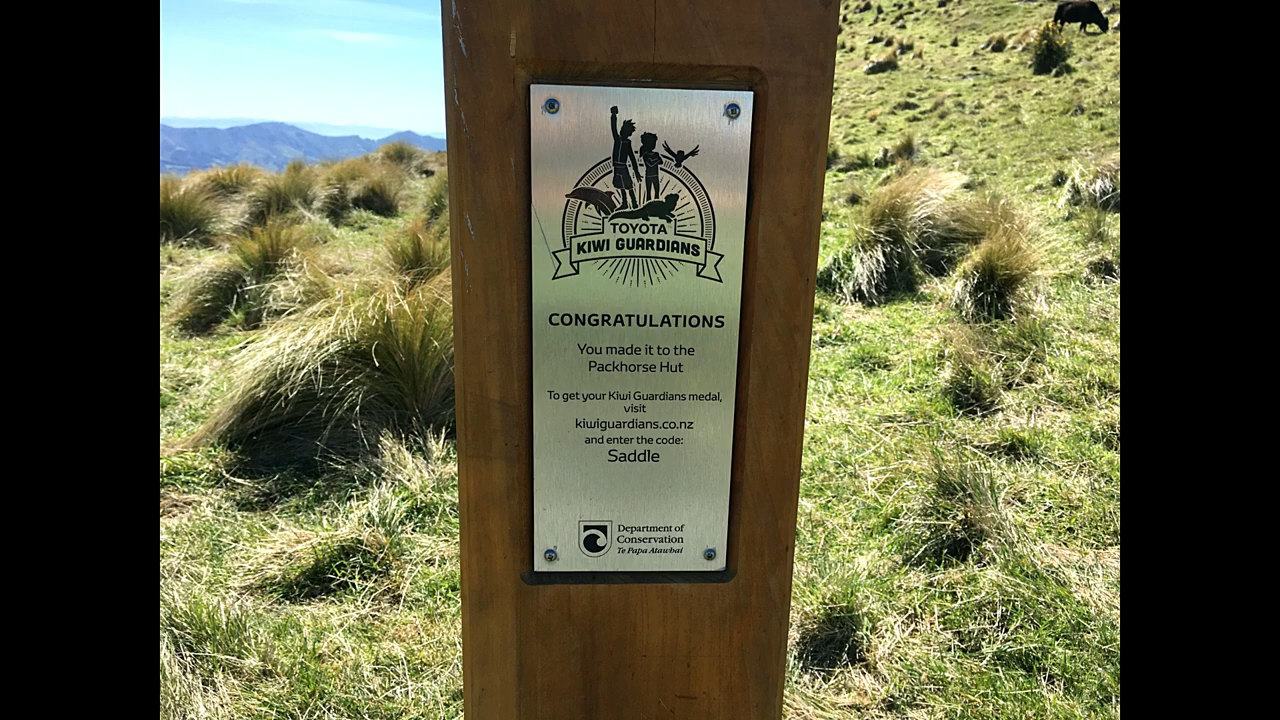 TOYOTA
KIWI GUARDIANS
CONGRATULATIONS
You made it to the
Packhorse Hut
To get your Kiwi Guardians medal,
visit
kiwiguardians.co.nz
and enter the code:
Saddle
Department of
Conservation
Te Papa Atawhai